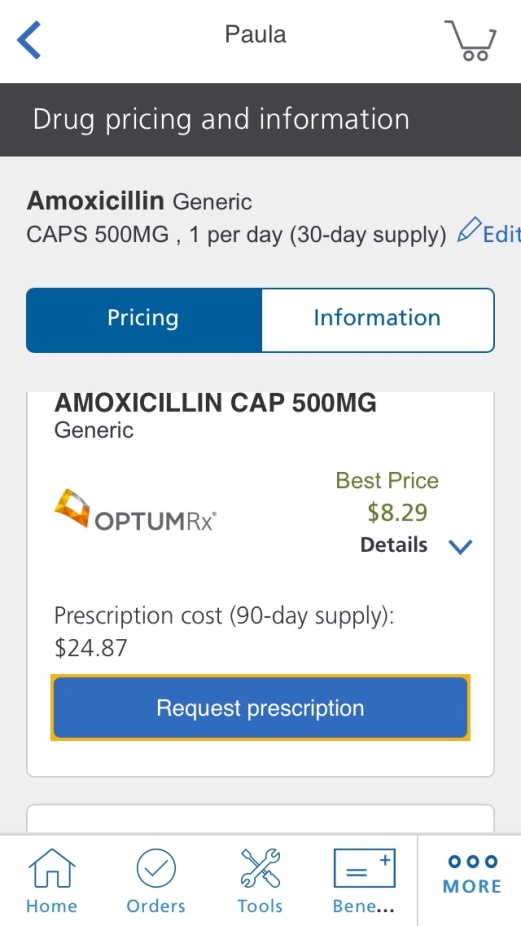 Paula
Drug pricing and information
Amoxicillin Generic
CAPS 500MG , 1 per day (30-day supply) Edit
Pricing
Information
AMOXICILLIN CAP 500MG
Generic
Best Price
OPTUMRx®
$8.29
Details
Prescription cost (90-day supply):
$24.87
Request prescription
Home
Orders
Tools
Bene...
MORE